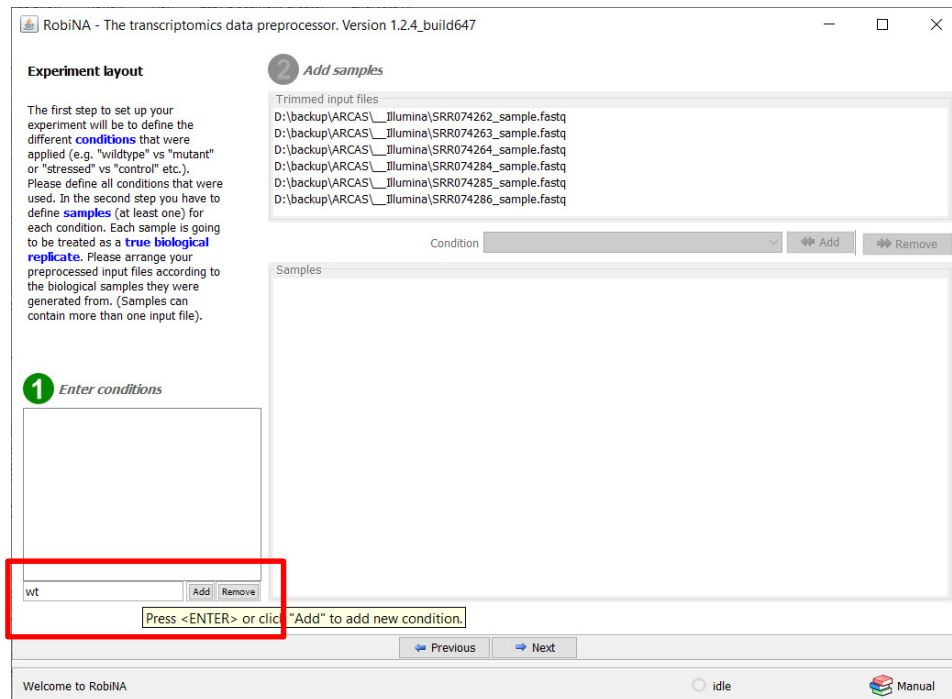 RobiNA - The transcriptomics data preprocessor. Version 1.2.4_build647
Experiment layout
The first step to set up your
experiment will be to define the
different conditions that were
applied (e.g. "wildtype" vs "mutant"
or "stressed" vs "control" etc.).
Please define all conditions that were
used. In the second step you have to
define samples (at least one) for
each condition. Each sample is going
to be treated as a true biological
replicate. Please arrange your
preprocessed input files according to
the biological samples they were
generated from. (Samples can
contain more than one input file).
1 Enter conditions
wt
Add Remove
Press <ENTER> or click "Add" to add new condition.
2 Add samples
Trimmed input files
D:\backup\ARCAS\__Illumina\SRR074262_sample.fastq
D:\backup\ARCAS\__Illumina\SRR074263_sample.fastq
D:\backup\ARCAS\__Illumina\SRR074264_sample.fastq
D:\backup\ARCAS\__Illumina\SRR074284_sample.fastq
D:\backup\ARCAS\__Illumina\SRR074285_sample.fastq
D:\backup\ARCAS\__Illumina\SRR074286_sample.fastq
Condition Add Remove
Samples
Previous Next
Welcome to RobiNA idle Manual